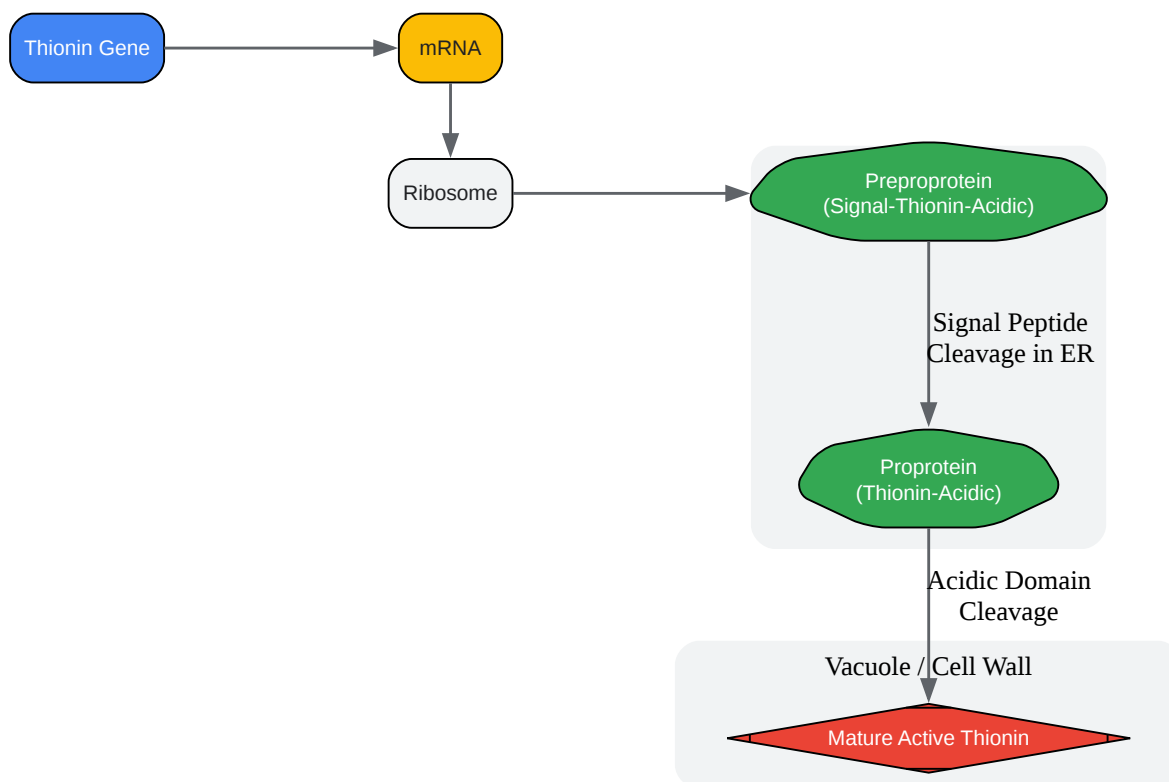 Thionin Gene
mRNA
Ribosome
Preproprotein
(Signal-Thionin-Acidic)
Signal Peptide
Cleavage in ER
Proprotein
(Thionin-Acidic)
Acidic Domain
Cleavage
Vacuole / Cell Wall
Mature Active Thionin